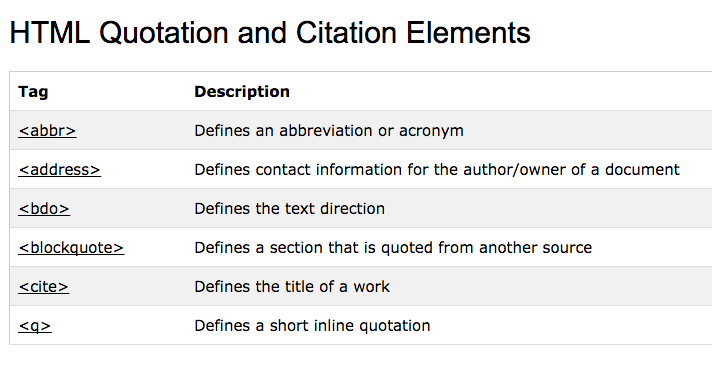 HTML Quotation and Citation Elements
Tag Description
<abbr> Defines an abbreviation or acronym
<address> Defines contact information for the author/owner of a document
<bdo> Defines the text direction
<blockquote> Defines a section that is quoted from another source
<cite> Defines the title of a work
<q> Defines a short inline quotation